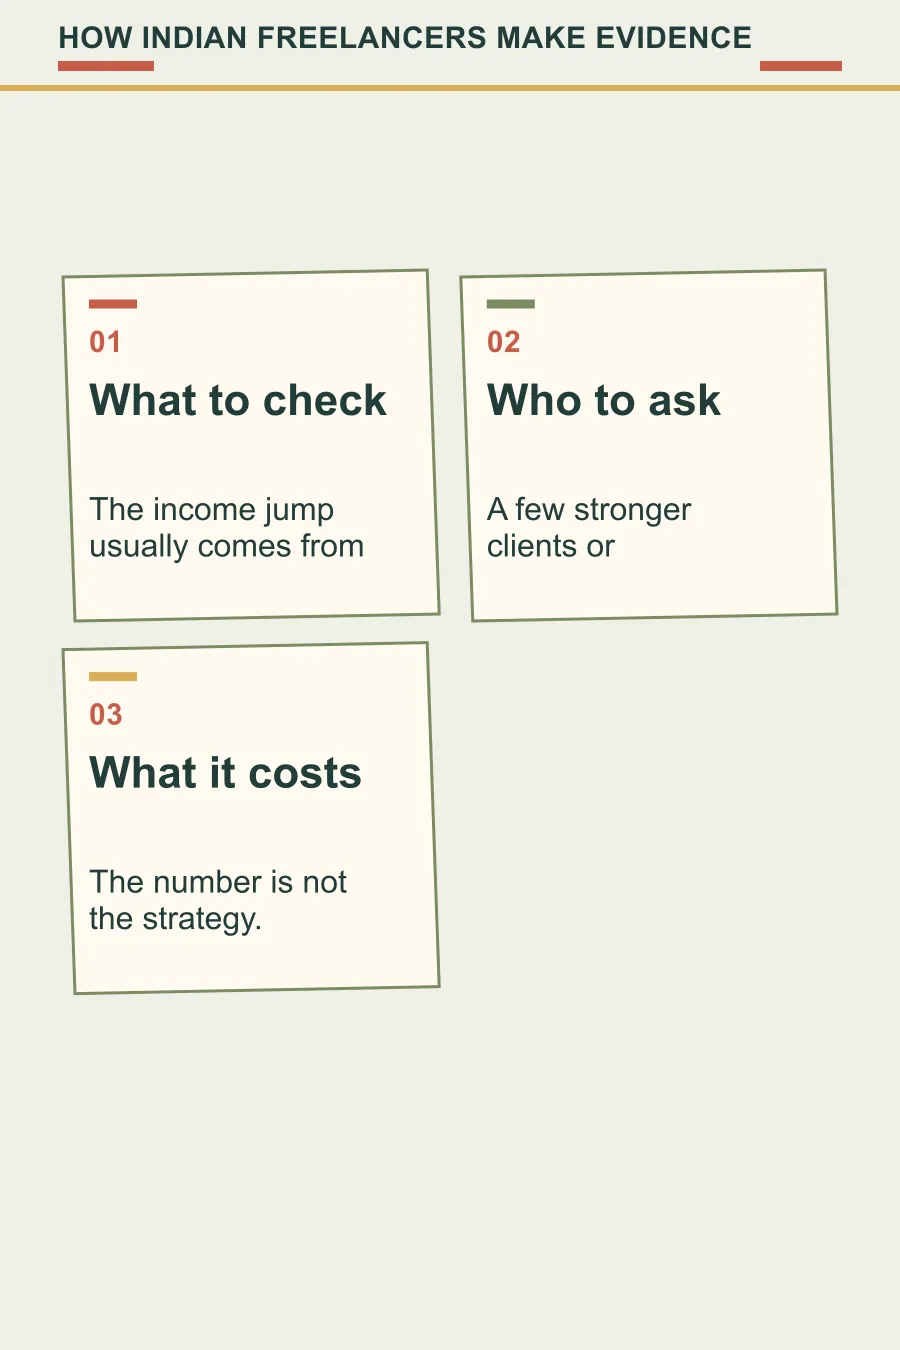 HOW INDIAN FREELANCERS MAKE EVIDENCE
01
What to check
The income jump
usually comes from
02
Who to ask
A few stronger
clients or
03
What it costs
The number is not
the strategy.